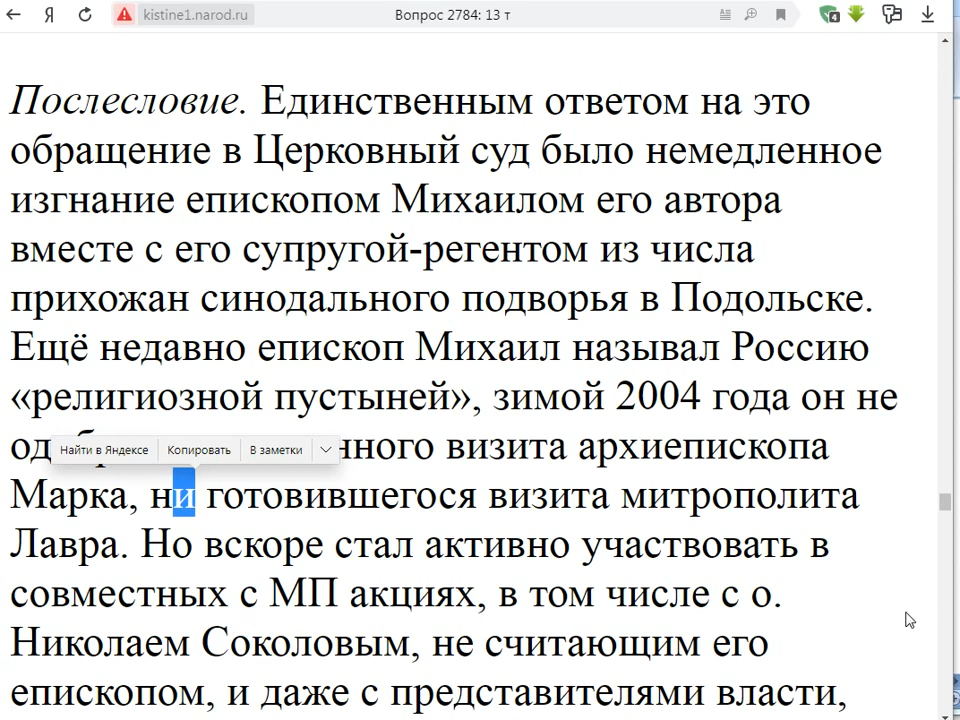 kistine1.narod.ru
Вопрос 2784: 13 т
4
Послесловие. Единственным ответом на это
обращение в Церковный суд было немедленное
изгнание епископом Михаилом его автора
вместе с его супругой-регентом из числа
прихожан синодального подворья в Подольске.
Ещё недавно епископ Михаил называл Россию
«религиозной пустыней», зимой 2004 года он не
нного визита архиепископа
Найти в Яндексе Копировать В заметки
Марка, ни готовившегося визита митрополита
Лавра. Но вскоре стал активно участвовать в
совместных с МП акциях, в том числе с о.
Николаем Соколовым, не считающим его
епископом, и даже с представителями власти,